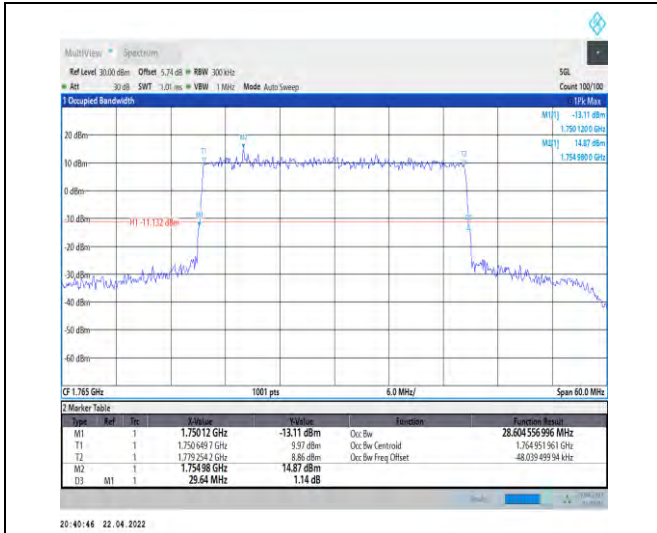 MultiView Spectrum
Ref Level 30.00 dBm Offset 5.74 dB RBW 300 kHz SGL
Att 30 dB SWT 1.01 ms VBW 1 MHz Mode Auto Sweep Count 100/100
1 Occupied Bandwidth 1Pk Max
M1[1] -13.11 dBm
1.750 120 0 GHz
M2[1] 14.87 dBm
1.754 980 0 GHz
20 dBm
M2
T1
T2
10 dBm
0 dBm
-10 dBm
M1
H1 -11.132 dBm
-20 dBm
-30 dBm
-40 dBm
-50 dBm
-60 dBm
CF 1.765 GHz 1001 pts 6.0 MHz/ Span 60.0 MHz
2 Marker Table
Type Ref Trc X-Value Y-Value Function Function Result
M1 1 1.75012 GHz -13.11 dBm Occ Bw 28.604 556 996 MHz
T1 1 1.750 649 7 GHz 9.97 dBm Occ Bw Centroid 1.764 951 961 GHz
T2 1 1.779 254 2 GHz 8.86 dBm Occ Bw Freq Offset -48.039 499 94 kHz
M2 1 1.754 98 GHz 14.87 dBm
D3 M1 1 29.64 MHz 1.14 dB
20:40:46 22.04.2022